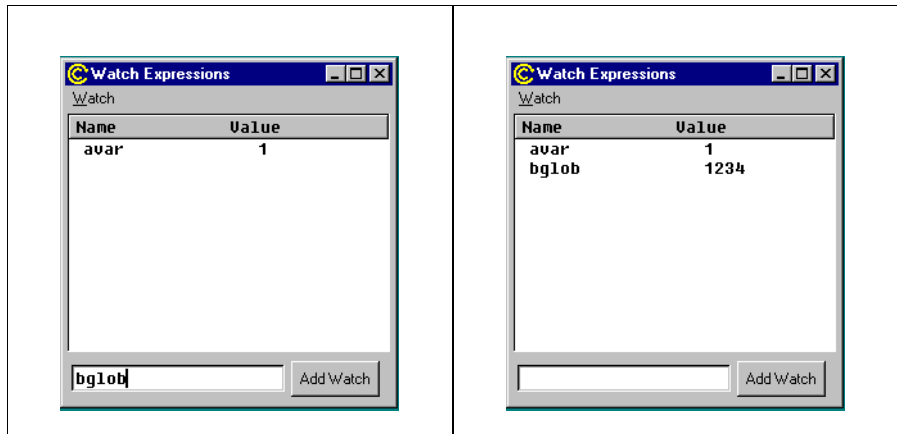 Watch Expressions
Watch
Name Value
avar 1
bglob
Add Watch
Watch Expressions
Watch
Name Value
avar 1
bglob 1234
Add Watch